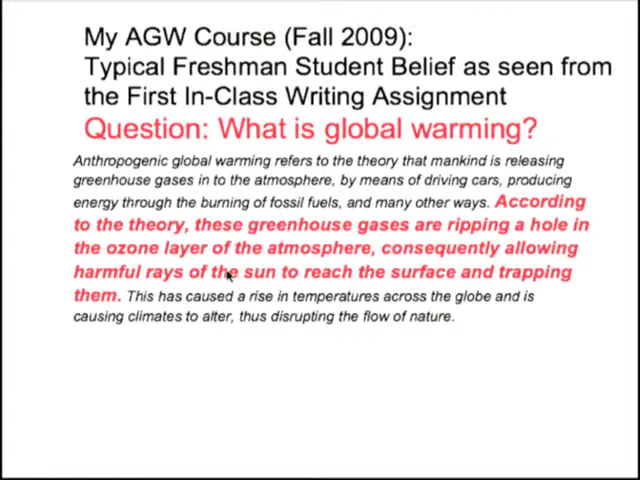 My AGW Course (Fall 2009):
Typical Freshman Student Belief as seen from
the First In-Class Writing Assignment
Question: What is global warming?
Anthropogenic global warming refers to the theory that mankind is releasing
greenhouse gases in to the atmosphere, by means of driving cars, producing
energy through the burning of fossil fuels, and many other ways. According
to the theory, these greenhouse gases are ripping a hole in
the ozone layer of the atmosphere, consequently allowing
harmful rays of the sun to reach the surface and trapping
them. This has caused a rise in temperatures across the globe and is
causing climates to alter, thus disrupting the flow of nature.